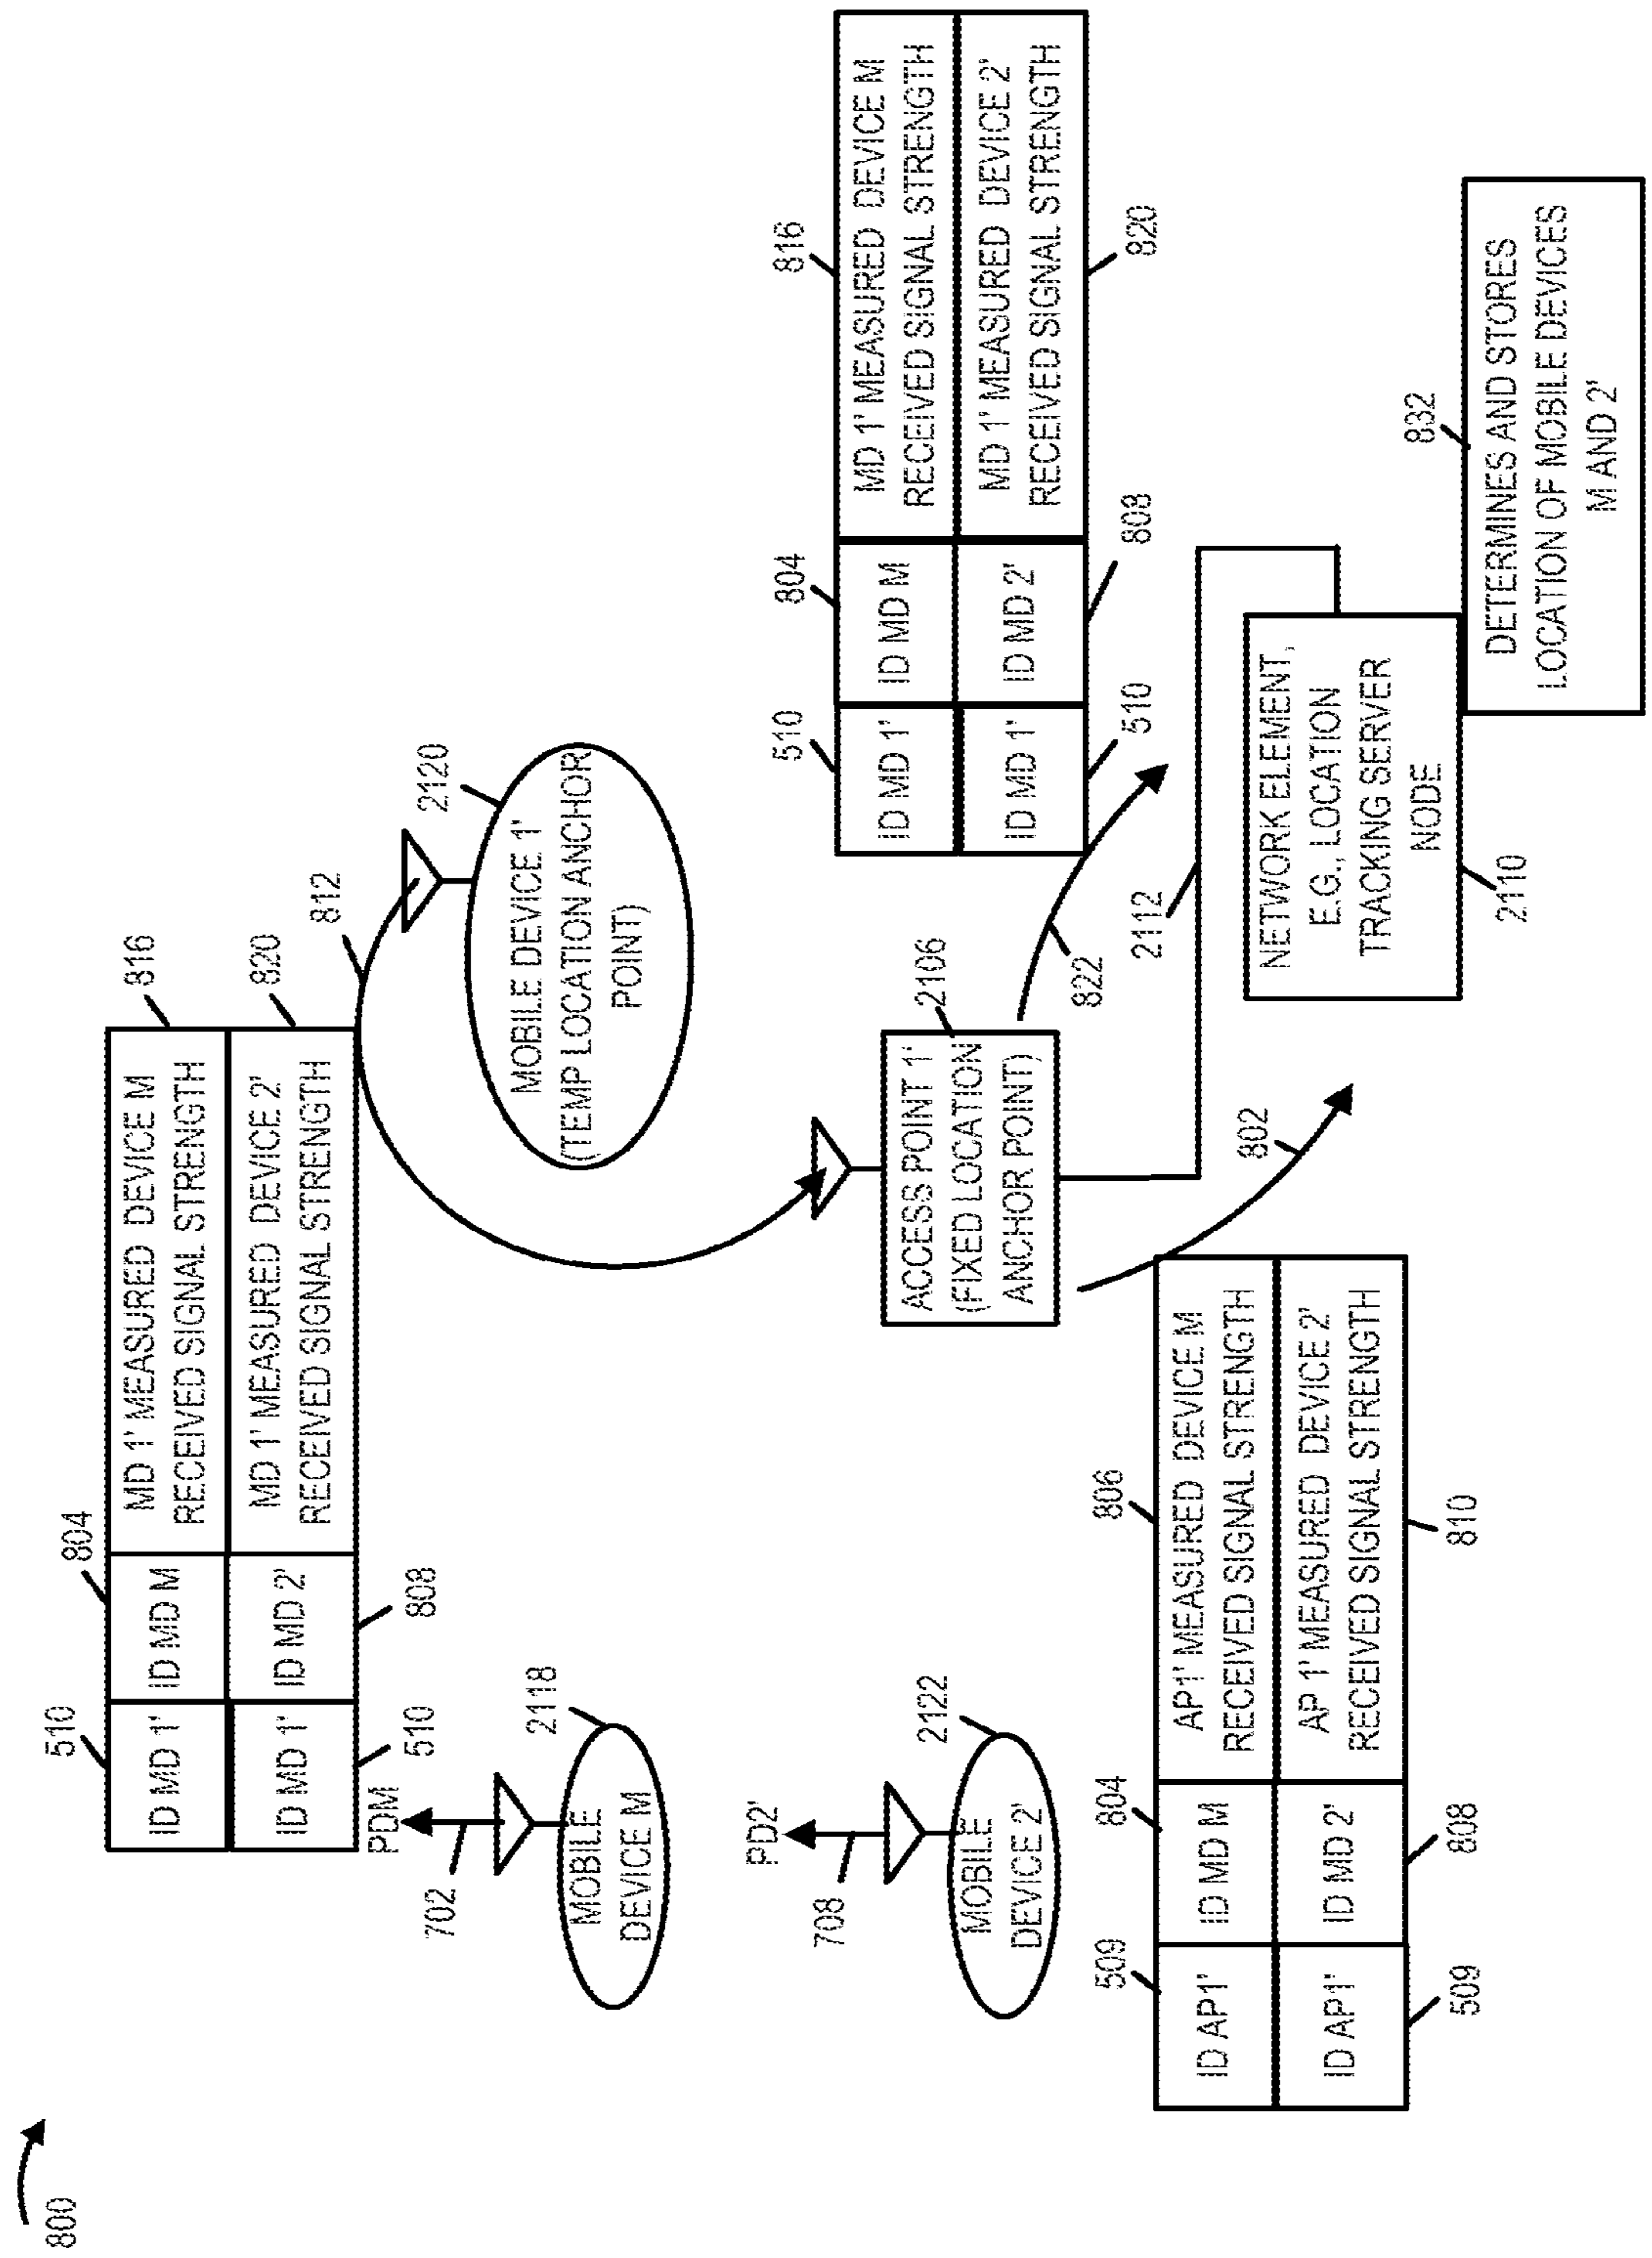 800
510
804
816
ID MD 1'
ID MD M
MD 1' MEASURED DEVICE M
RECEIVED SIGNAL STRENGTH
ID MD 1'
ID MD 2'
MD 1' MEASURED DEVICE 2'
RECEIVED SIGNAL STRENGTH
510
808
820
812
PDM
702
2118
MOBILE
DEVICE M
2120
MOBILE DEVICE 1'
(TEMP LOCATION ANCHOR
POINT)
PD2'
708
2122
MOBILE
DEVICE 2'
2106
ACCESS POINT 1'
(FIXED LOCATION
ANCHOR POINT)
510
804
816
ID MD 1'
ID MD M
MD 1' MEASURED DEVICE M
RECEIVED SIGNAL STRENGTH
ID MD 1'
ID MD 2'
MD 1' MEASURED DEVICE 2'
RECEIVED SIGNAL STRENGTH
510
808
820
822
2112
802
509
804
806
ID AP1'
ID MD M
AP1' MEASURED DEVICE M
RECEIVED SIGNAL STRENGTH
ID AP1'
ID MD 2'
AP 1' MEASURED DEVICE 2'
RECEIVED SIGNAL STRENGTH
509
808
810
NETWORK ELEMENT,
E.G., LOCATION
TRACKING SERVER
NODE
2110
832
DETERMINES AND STORES
LOCATION OF MOBILE DEVICES
M AND 2'